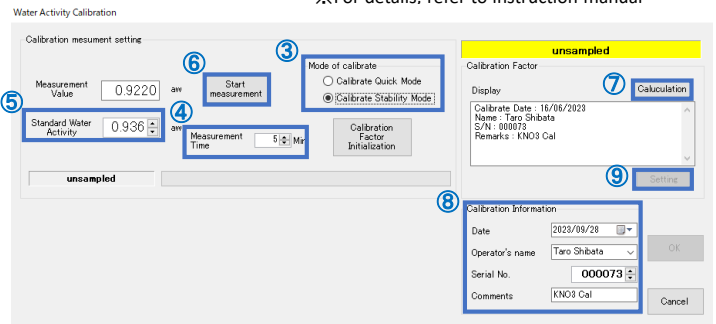 ※For details, refer to instruction manual
Water Activity Calibration
Calibration mesument setting
unsampled
⑥
③
Mode of calibrate
Calibrate Quick Mode
Calibrate Stability Mode
Measurement
Value
0.9220
aw
Start
measurement
⑤
Standard Water
Activity
0.936
aw
④
Measurement
Time
5
Min
Calibration
Factor
Initialization
unsampled
Calibration Factor
⑦
Display
Caluculation
Calibrate Date : 16/06/2023
Name : Taro Shibata
S/N : 000073
Remarks : KNO3 Cal
⑨
Setting
⑧
Calibration Information
Date
2023/09/28
Operator's name
Taro Shibata
Serial No.
000073
Comments
KNO3 Cal
OK
Cancel